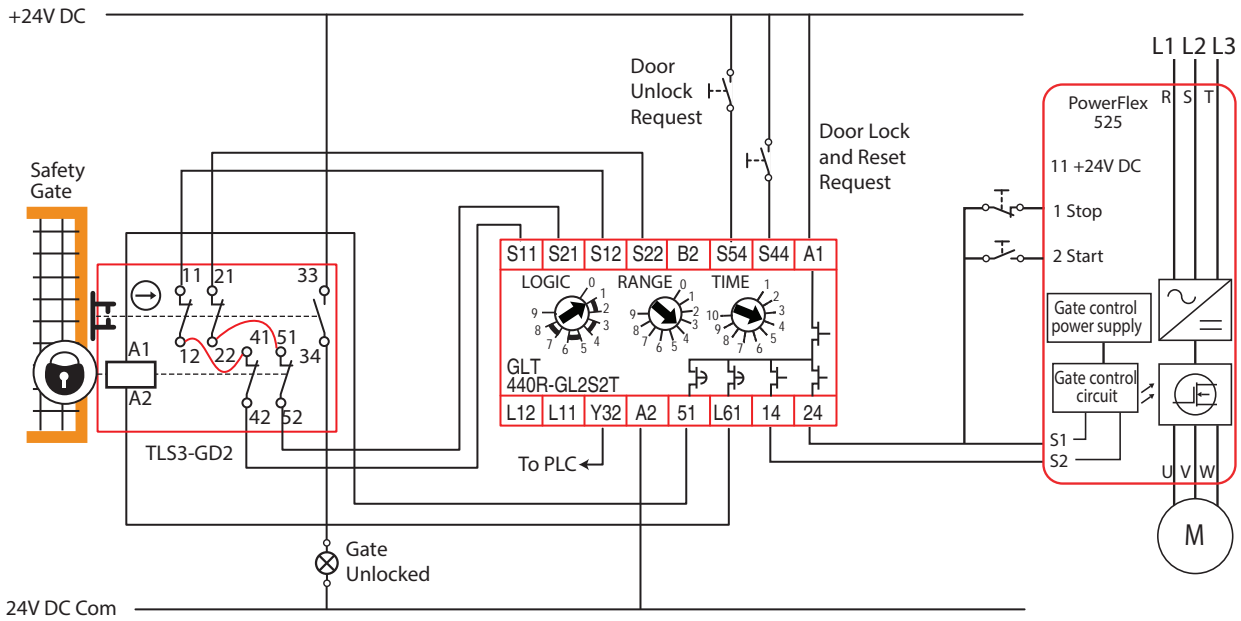 +24V DC
L1 L2 L3
Door
Unlock
Request
PowerFlex
525
R S T
Door Lock
and Reset
Request
Safety
Gate
11 +24V DC
1 Stop
2 Start
S11 S21 S12 S22 B2 S54 S44 A1
11 21 33
LOGIC RANGE TIME
0 1 2 3 4 5 6 7 8 9
0 1 2 3 4 5 6 7 8 9
1 2 3 4 5 6 7 8 9 10
Gate control
power supply
12 22 41 51 34
A1
A2
GLT
440R-GL2S2T
Gate control
circuit
42 52
L12 L11 Y32 A2 51 L61 14 24
TLS3-GD2
To PLC
S1
S2
U V W
M
Gate
Unlocked
24V DC Com